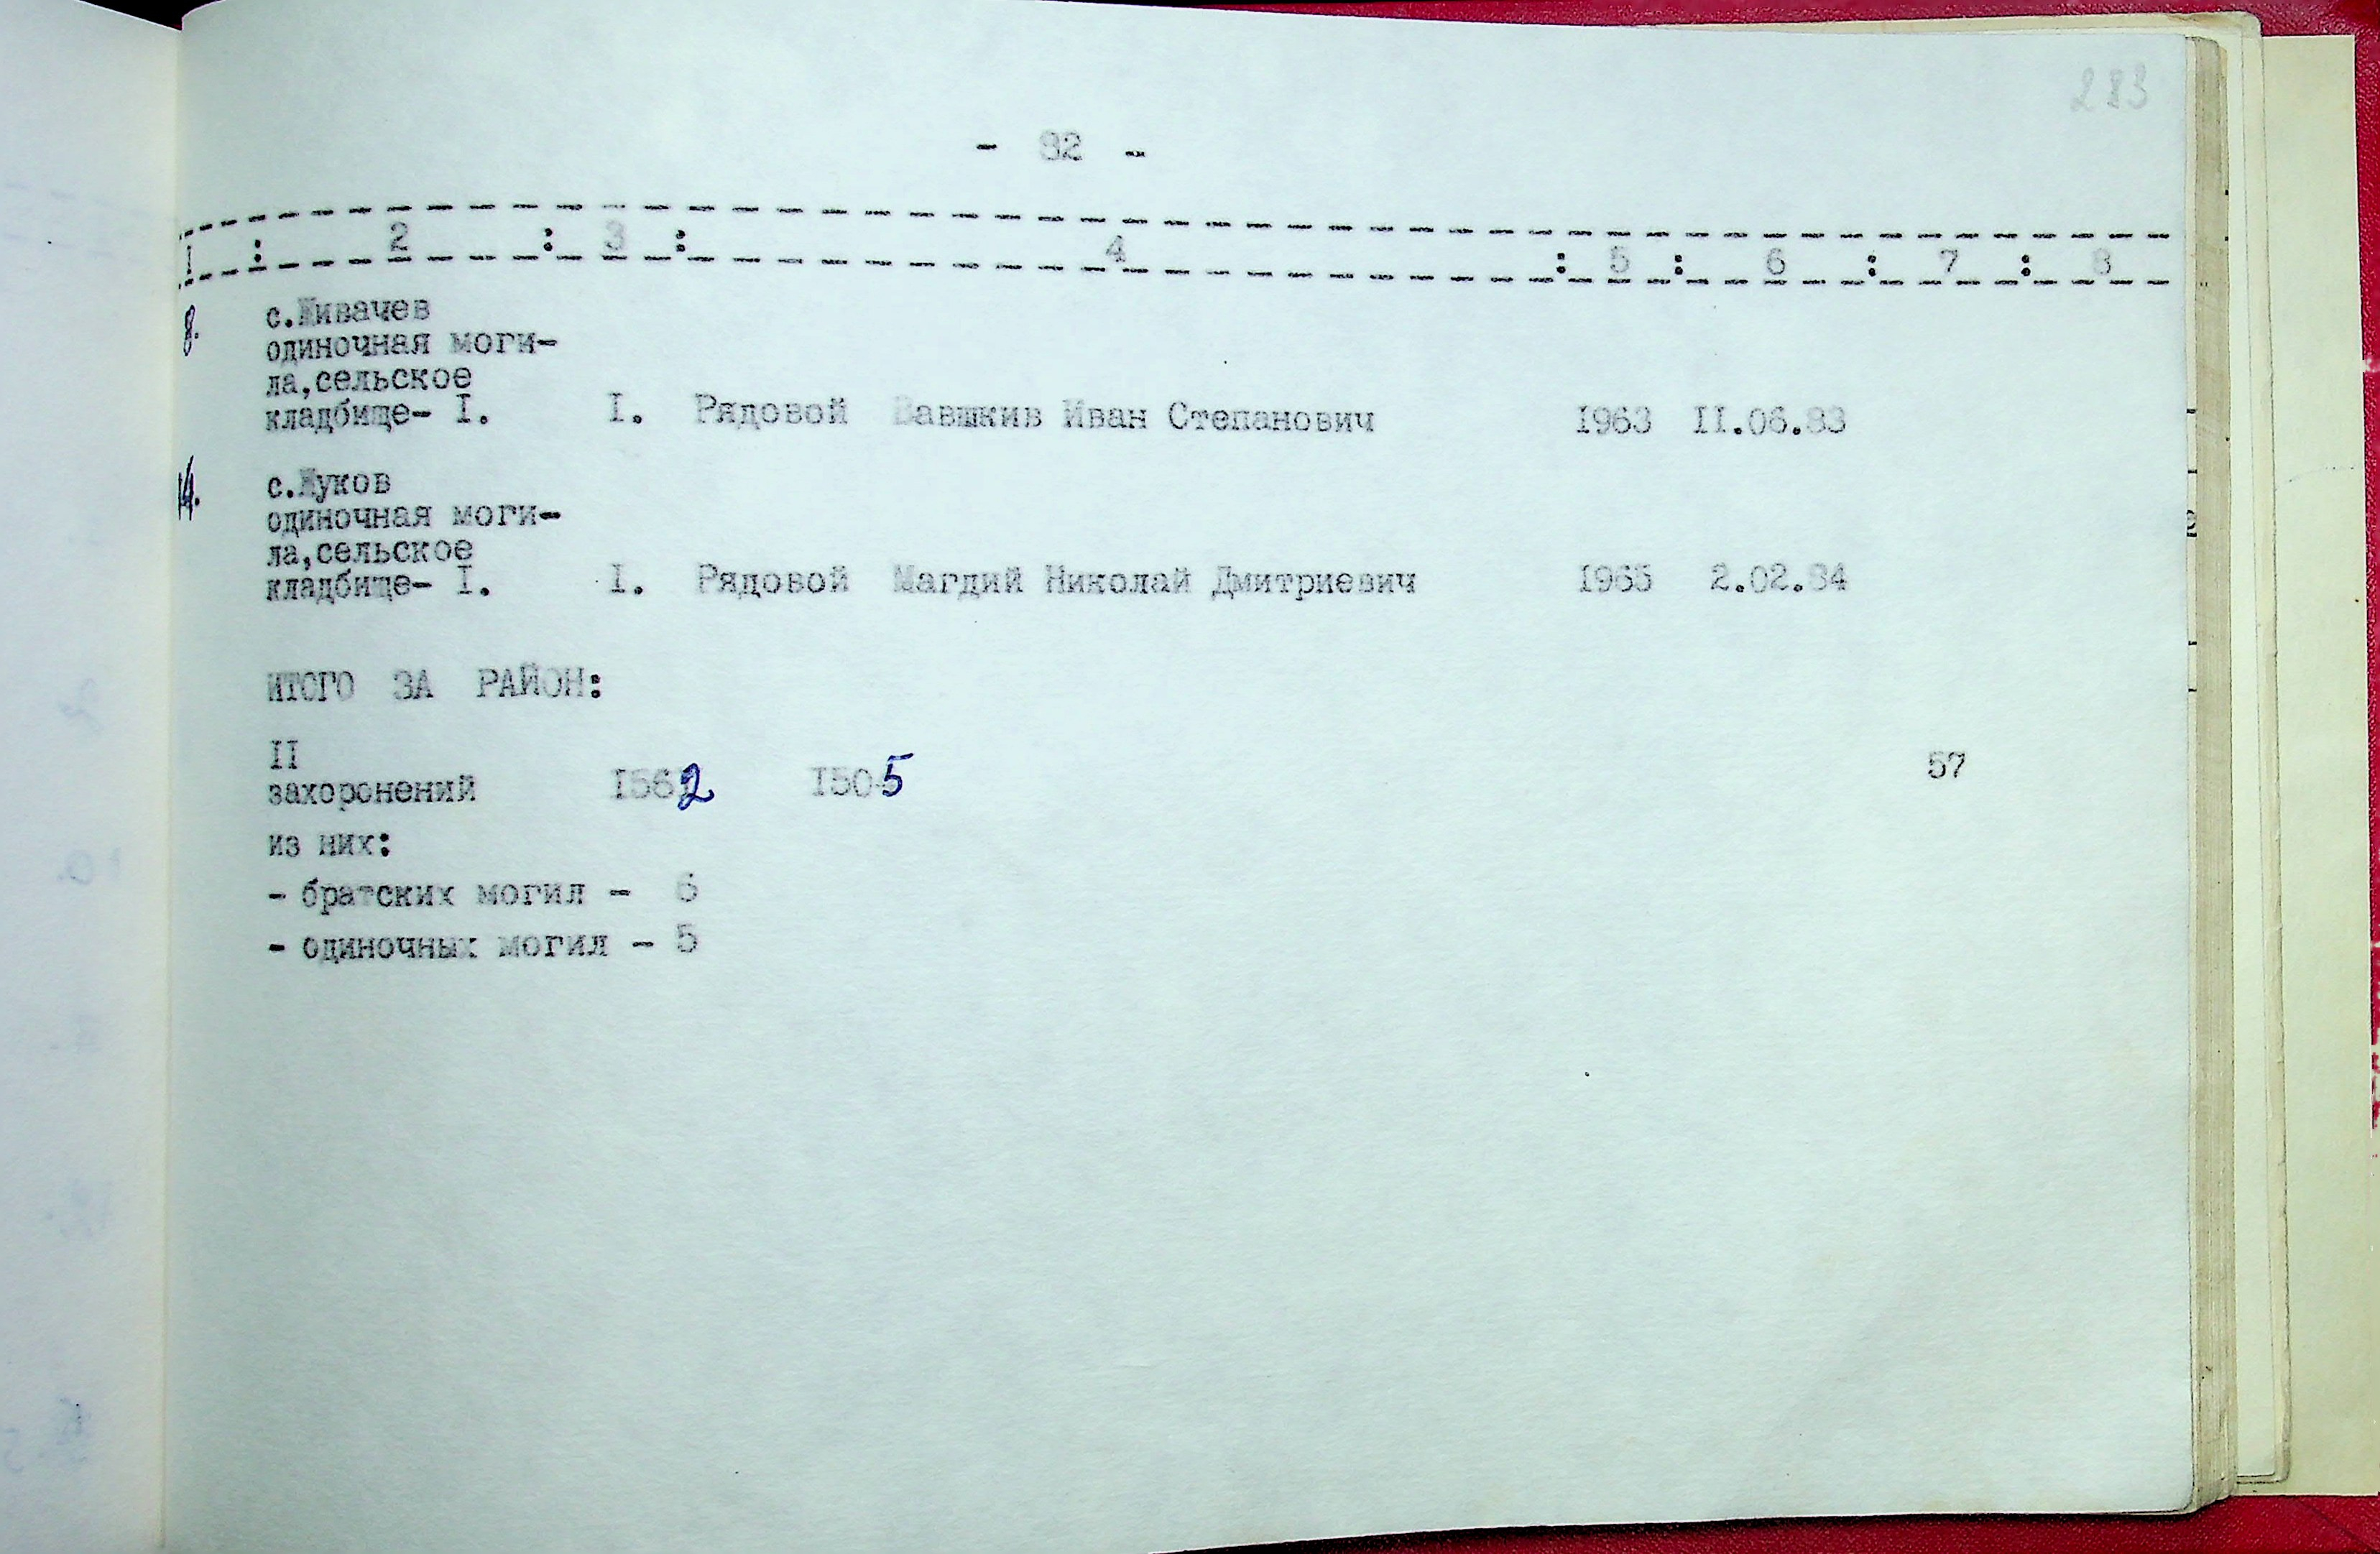 283
- 92 -
I : 2 : 3 : 4 : 5 : 6 : 7 : 8
8. с.Живачев
одиночная моги-
ла,сельское
кладбище- I. I. Рядовой Вавшкив Иван Степанович 1963 II.06.83
с.Жуков
одиночная моги-
ла,сельское
кладбище- I. I. Рядовой Магдий Николай Дмитриевич 1965 2.02.84
ИТОГО ЗА РАЙОН:
II
захоронений 1562 1505 57
из них:
- братских могил - 6
- одиночных могил - 5